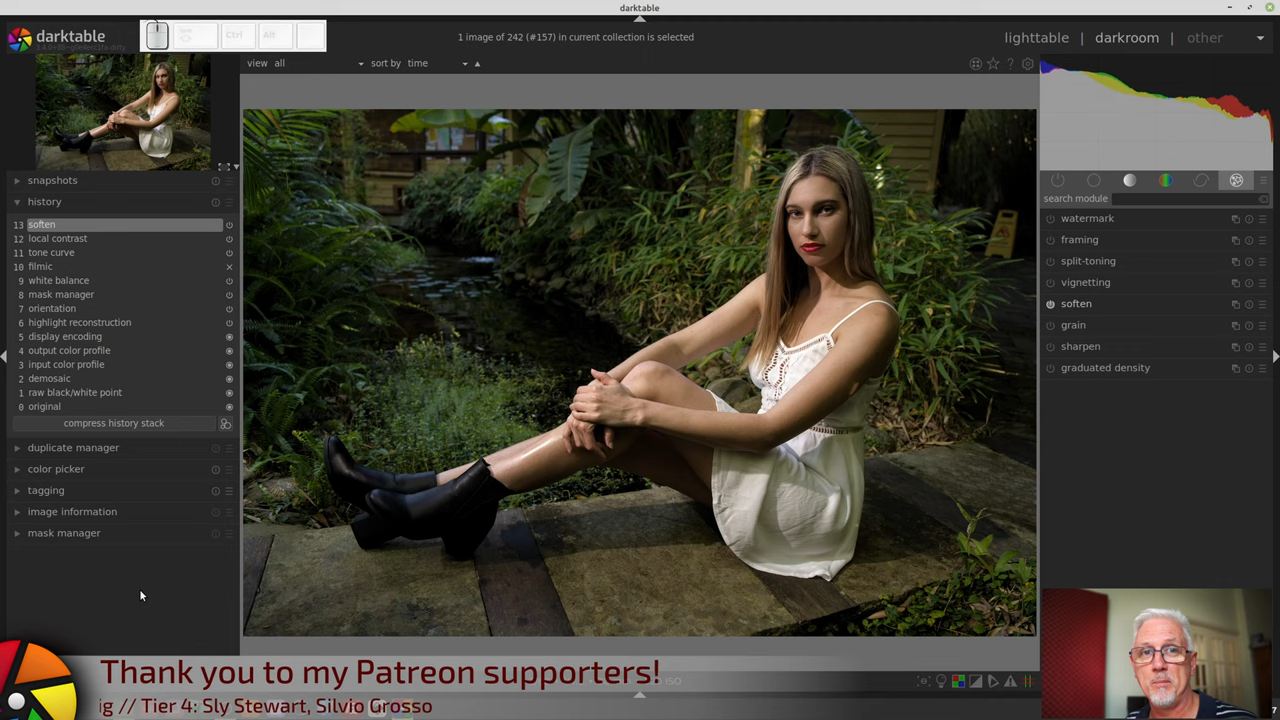 darktable
darktable
Ctrl
Alt
1 image of 242 (#157) in current collection is selected
lighttable | darkroom | other
view all
sort by time
snapshots
history
13 soften
12 local contrast
11 tone curve
10 filmic
9 white balance
8 mask manager
7 orientation
6 highlight reconstruction
5 display encoding
4 output color profile
3 input color profile
2 demosaic
1 raw black/white point
0 original
compress history stack
duplicate manager
color picker
tagging
image information
mask manager
search module
watermark
framing
split-toning
vignetting
soften
grain
sharpen
graduated density
Thank you to my Patreon supporters!
ig // Tier 4: Sly Stewart, Silvio Grosso
ISO